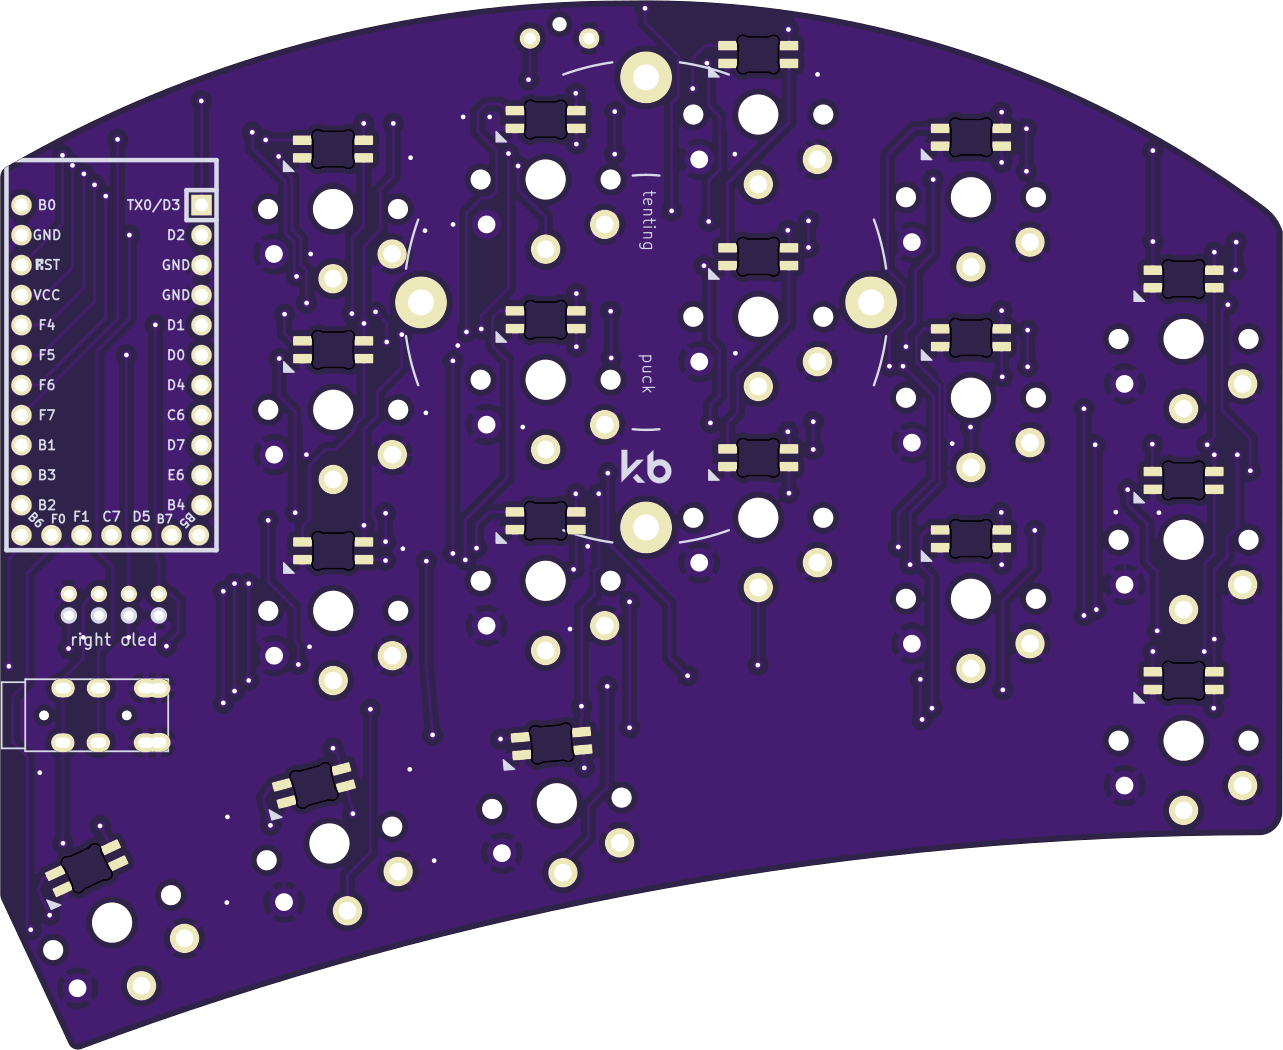 B0 TX0/D3
GND D2
RST GND
VCC GND
F4 D1
F5 D0
F6 D4
F7 C6
B1 D7
B3 E6
B2 B4
B6 F0 F1 C7 D5 B7 B5
right oled
tenting
puck
kb